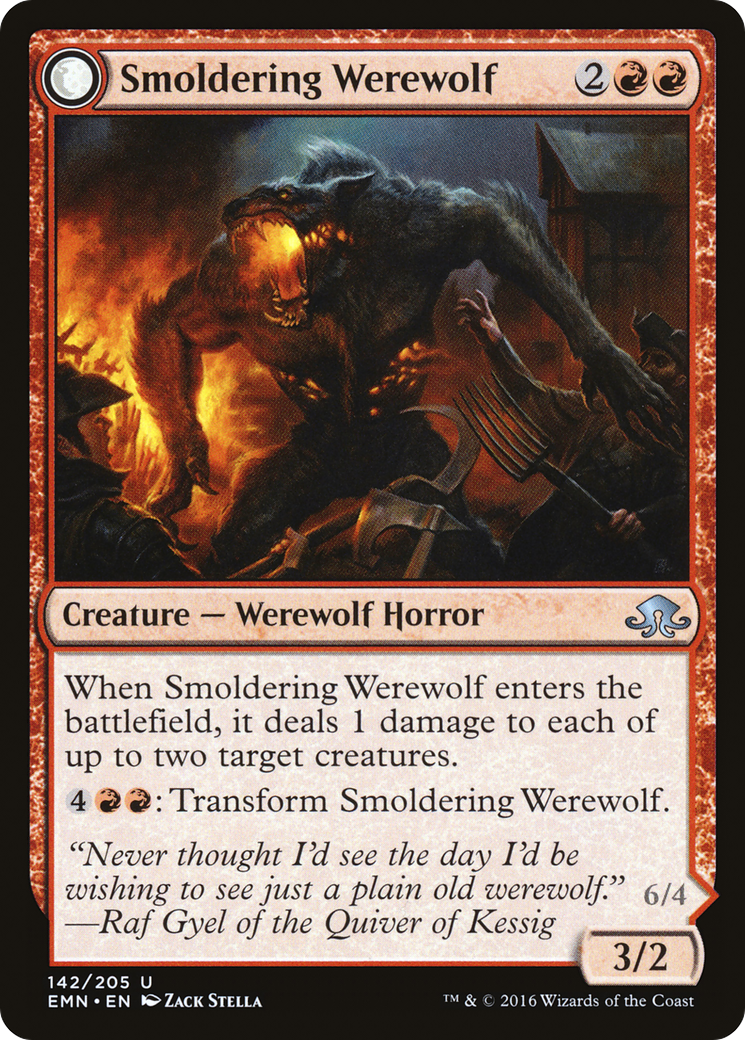 Smoldering Werewolf 2
Creature — Werewolf Horror
When Smoldering Werewolf enters the
battlefield, it deals 1 damage to each of
up to two target creatures.
4 : Transform Smoldering Werewolf.
“Never thought I’d see the day I’d be
wishing to see just a plain old werewolf.”
—Raf Gyel of the Quiver of Kessig
6/4
3/2
142/205 U
EMN • EN Zack Stella
™ & © 2016 Wizards of the Coast